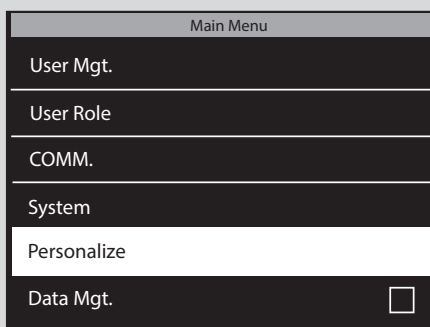 Main Menu
User Mgt.
User Role
COMM.
System
Personalize
Data Mgt.